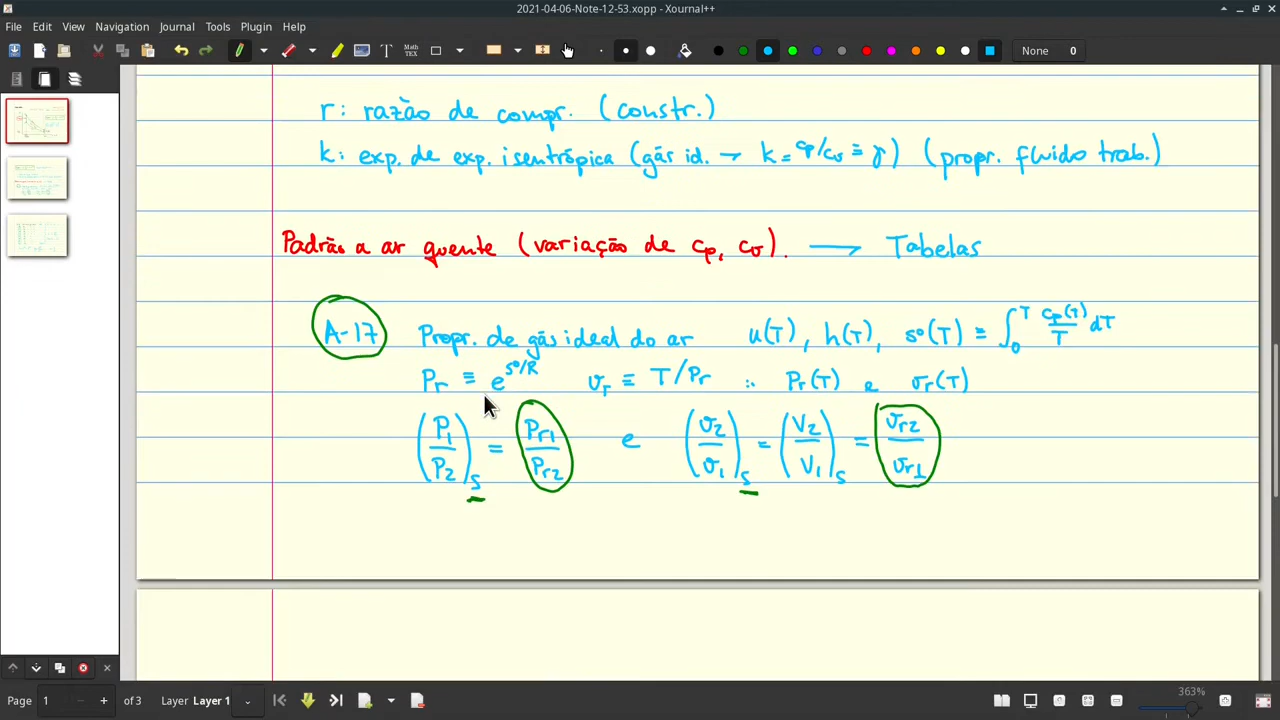 2021-04-06-Note-12-53.xopp - Xournal++
File Edit View Navigation Journal Tools Plugin Help
None 0
r: razão de compr. (constr.)
k: exp. de exp. isentrópica (gás id. → k = cp/cv ≡ γ) (propr. fluido trab.)
Padrão a ar quente (variação de cp, cv). → Tabelas
A-17 Propr. de gás ideal do ar u(T), h(T), s°(T) ≡ ∫₀ᵀ cp(T)/T dT
Pr ≡ e^(s°/R) vr ≡ T/Pr ∴ Pr(T) e vr(T)
(P1/P2)s = Pr1/Pr2 e (v2/v1)s = (V2/V1)s = vr2/vr1
Page 1 of 3 Layer Layer 1 363%